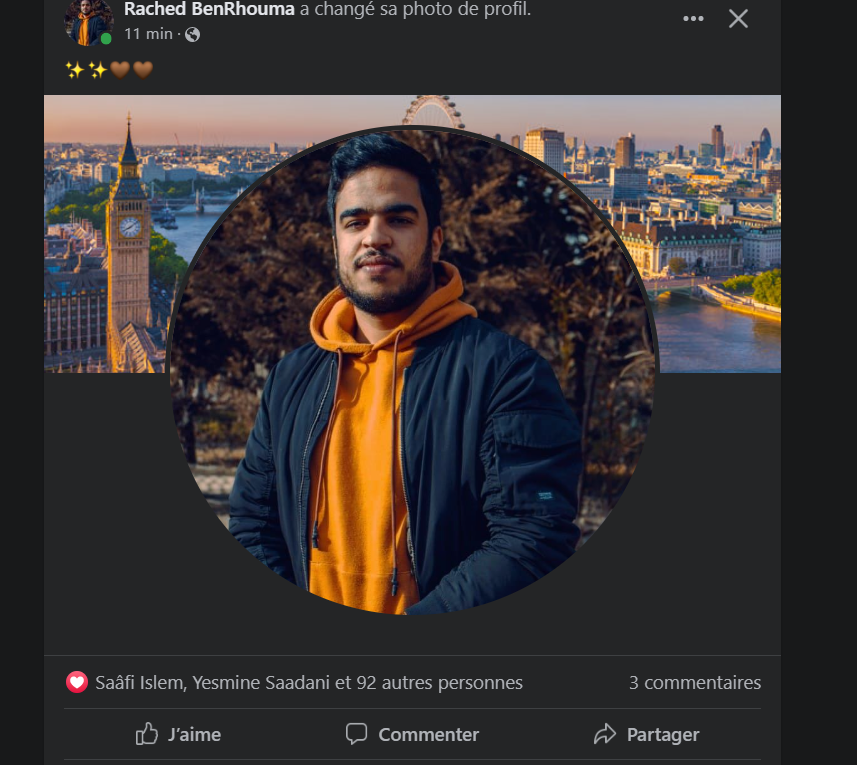 Rached BenRhouma a changé sa photo de profil.
11 min ·
✨✨🤎🤎
Saâfi Islem, Yesmine Saadani et 92 autres personnes
3 commentaires
J'aime
Commenter
Partager